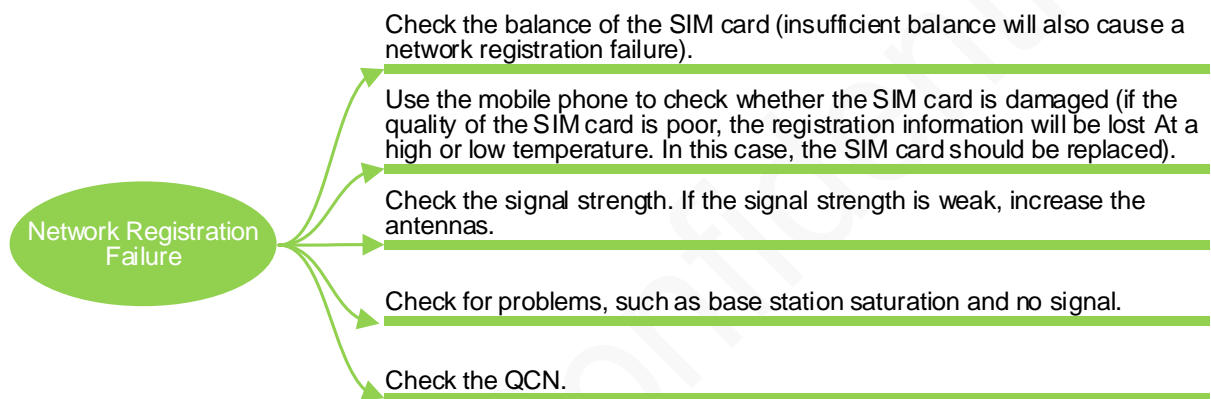 Check the balance of the SIM card (insufficient balance will also cause a
network registration failure).
Use the mobile phone to check whether the SIM card is damaged (if the
quality of the SIM card is poor, the registration information will be lost At a
high or low temperature. In this case, the SIM card should be replaced).
Check the signal strength. If the signal strength is weak, increase the
antennas.
Network Registration
Failure
Check for problems, such as base station saturation and no signal.
Check the QCN.